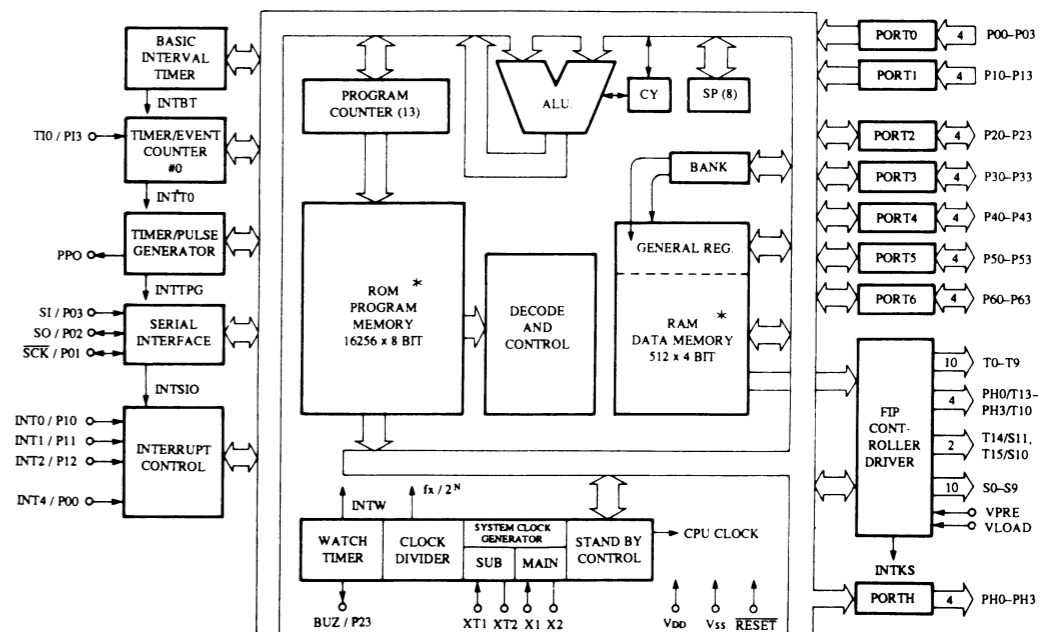 BASIC
INTERVAL
TIMER
INTBT
TI0 / PI3
TIMER/EVENT
COUNTER
#0
INTT0
TIMER/PULSE
GENERATOR
PPO
INTTPG
SI / P03
SO / P02
SCK / P01
SERIAL
INTERFACE
INTSIO
INT0 / P10
INT1 / P11
INT2 / P12
INT4 / P00
INTERRUPT
CONTROL
PROGRAM
COUNTER (13)
ALU.
CY
SP (8)
BANK
GENERAL REG.
ROM *
PROGRAM
MEMORY
16256 x 8 BIT
DECODE
AND
CONTROL
RAM *
DATA MEMORY
512 x 4 BIT
INTW
fx / 2ᴺ
WATCH
TIMER
CLOCK
DIVIDER
SYSTEM CLOCK
GENERATOR
SUB
MAIN
STAND BY
CONTROL
CPU CLOCK
BUZ / P23
XT1 XT2 X1 X2
VDD VSS RESET
PORT0 4 P00–P03
PORT1 4 P10–P13
PORT2 4 P20–P23
PORT3 4 P30–P33
PORT4 4 P40–P43
PORT5 4 P50–P53
PORT6 4 P60–P63
FIP
CONT-
ROLLER
DRIVER
10 T0–T9
4 PH0/T13–
PH3/T10
2 T14/S11,
T15/S10
10 S0–S9
VPRE
VLOAD
INTKS
PORTH 4 PH0–PH3